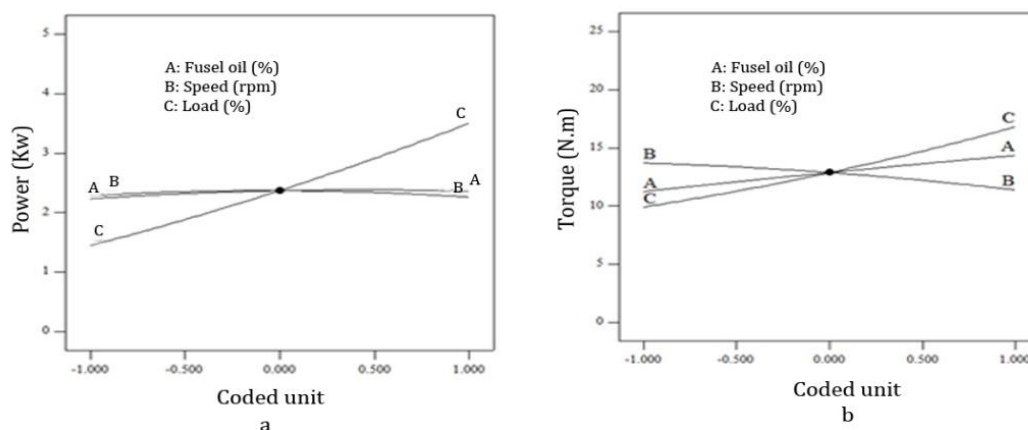 5
4
3
2
1
0
Power (Kw)
A: Fusel oil (%)
B: Speed (rpm)
C: Load (%)
C
A
B
A
B
C
-1.000
-0.500
0.000
0.500
1.000
Coded unit
a
25
20
15
10
5
0
Torque (N.m)
A: Fusel oil (%)
B: Speed (rpm)
C: Load (%)
C
B
A
A
B
C
-1.000
-0.500
0.000
0.500
1.000
Coded unit
b